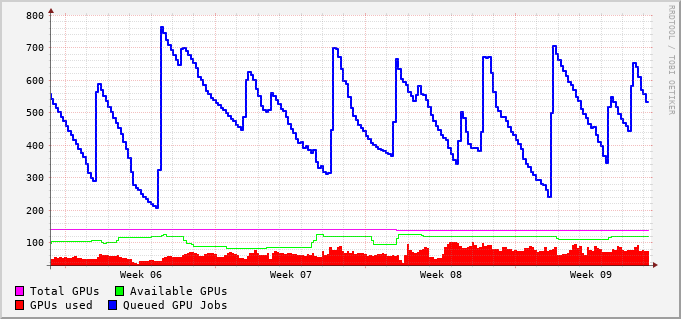 800
700
600
500
400
300
200
100
Week 06 Week 07 Week 08 Week 09
Total GPUs Available GPUs
GPUs used Queued GPU Jobs
RRDTOOL / TOBI OETIKER